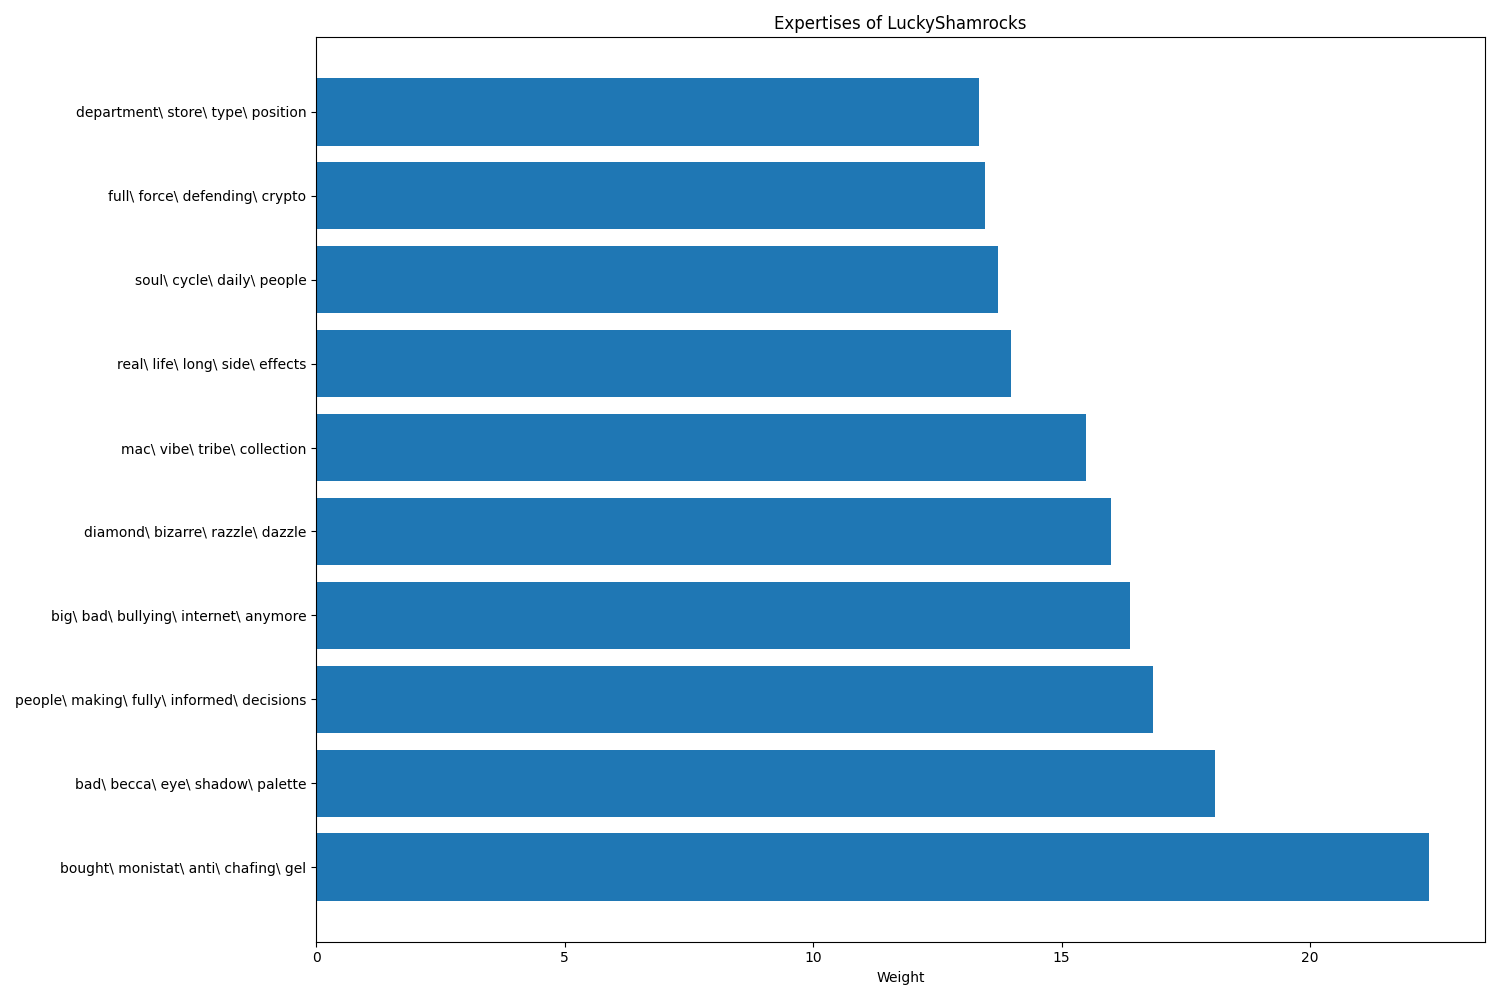 Expertises of LuckyShamrocks
department\ store\ type\ position
full\ force\ defending\ crypto
soul\ cycle\ daily\ people
real\ life\ long\ side\ effects
mac\ vibe\ tribe\ collection
diamond\ bizarre\ razzle\ dazzle
big\ bad\ bullying\ internet\ anymore
people\ making\ fully\ informed\ decisions
bad\ becca\ eye\ shadow\ palette
bought\ monistat\ anti\ chafing\ gel
0 5 10 15 20
Weight